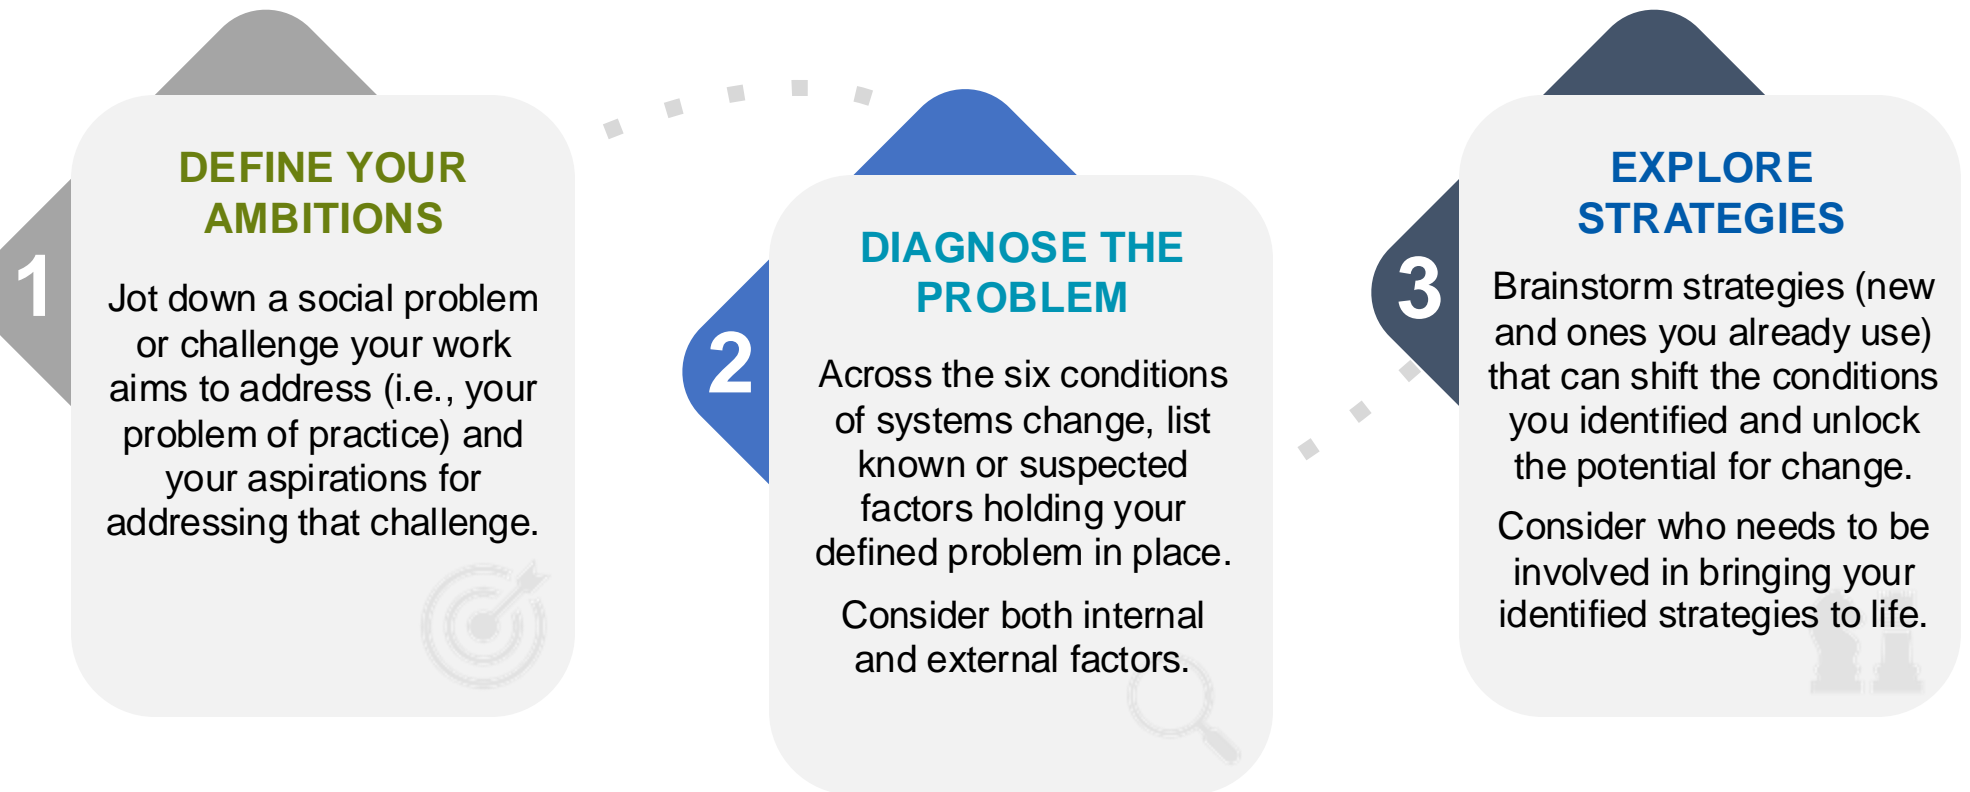 1
DEFINE YOUR
AMBITIONS
Jot down a social problem
or challenge your work
aims to address (i.e., your
problem of practice) and
your aspirations for
addressing that challenge.
2
DIAGNOSE THE
PROBLEM
Across the six conditions
of systems change, list
known or suspected
factors holding your
defined problem in place.
Consider both internal
and external factors.
3
EXPLORE
STRATEGIES
Brainstorm strategies (new
and ones you already use)
that can shift the conditions
you identified and unlock
the potential for change.
Consider who needs to be
involved in bringing your
identified strategies to life.